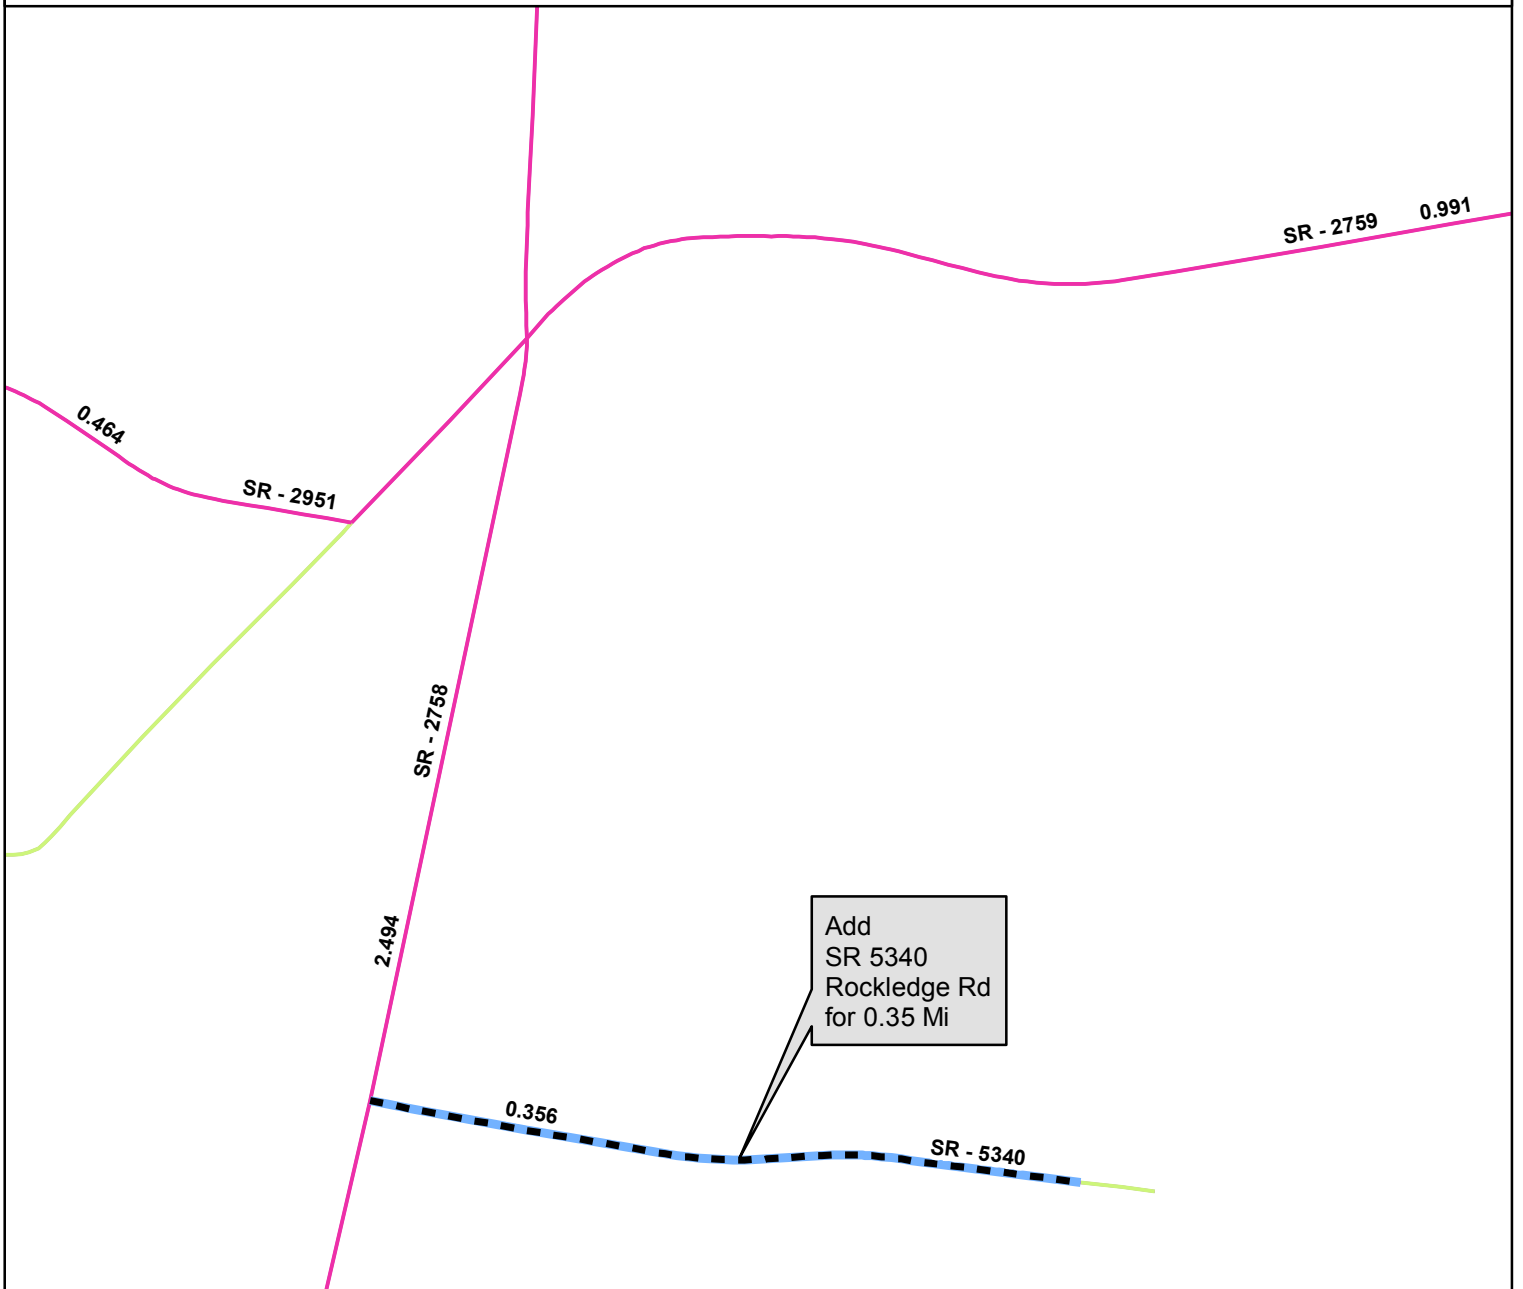 SR - 2759
0.991
0.464
SR - 2951
SR - 2758
2.494
Add
SR 5340
Rockledge Rd
for 0.35 Mi
0.356
SR - 5340